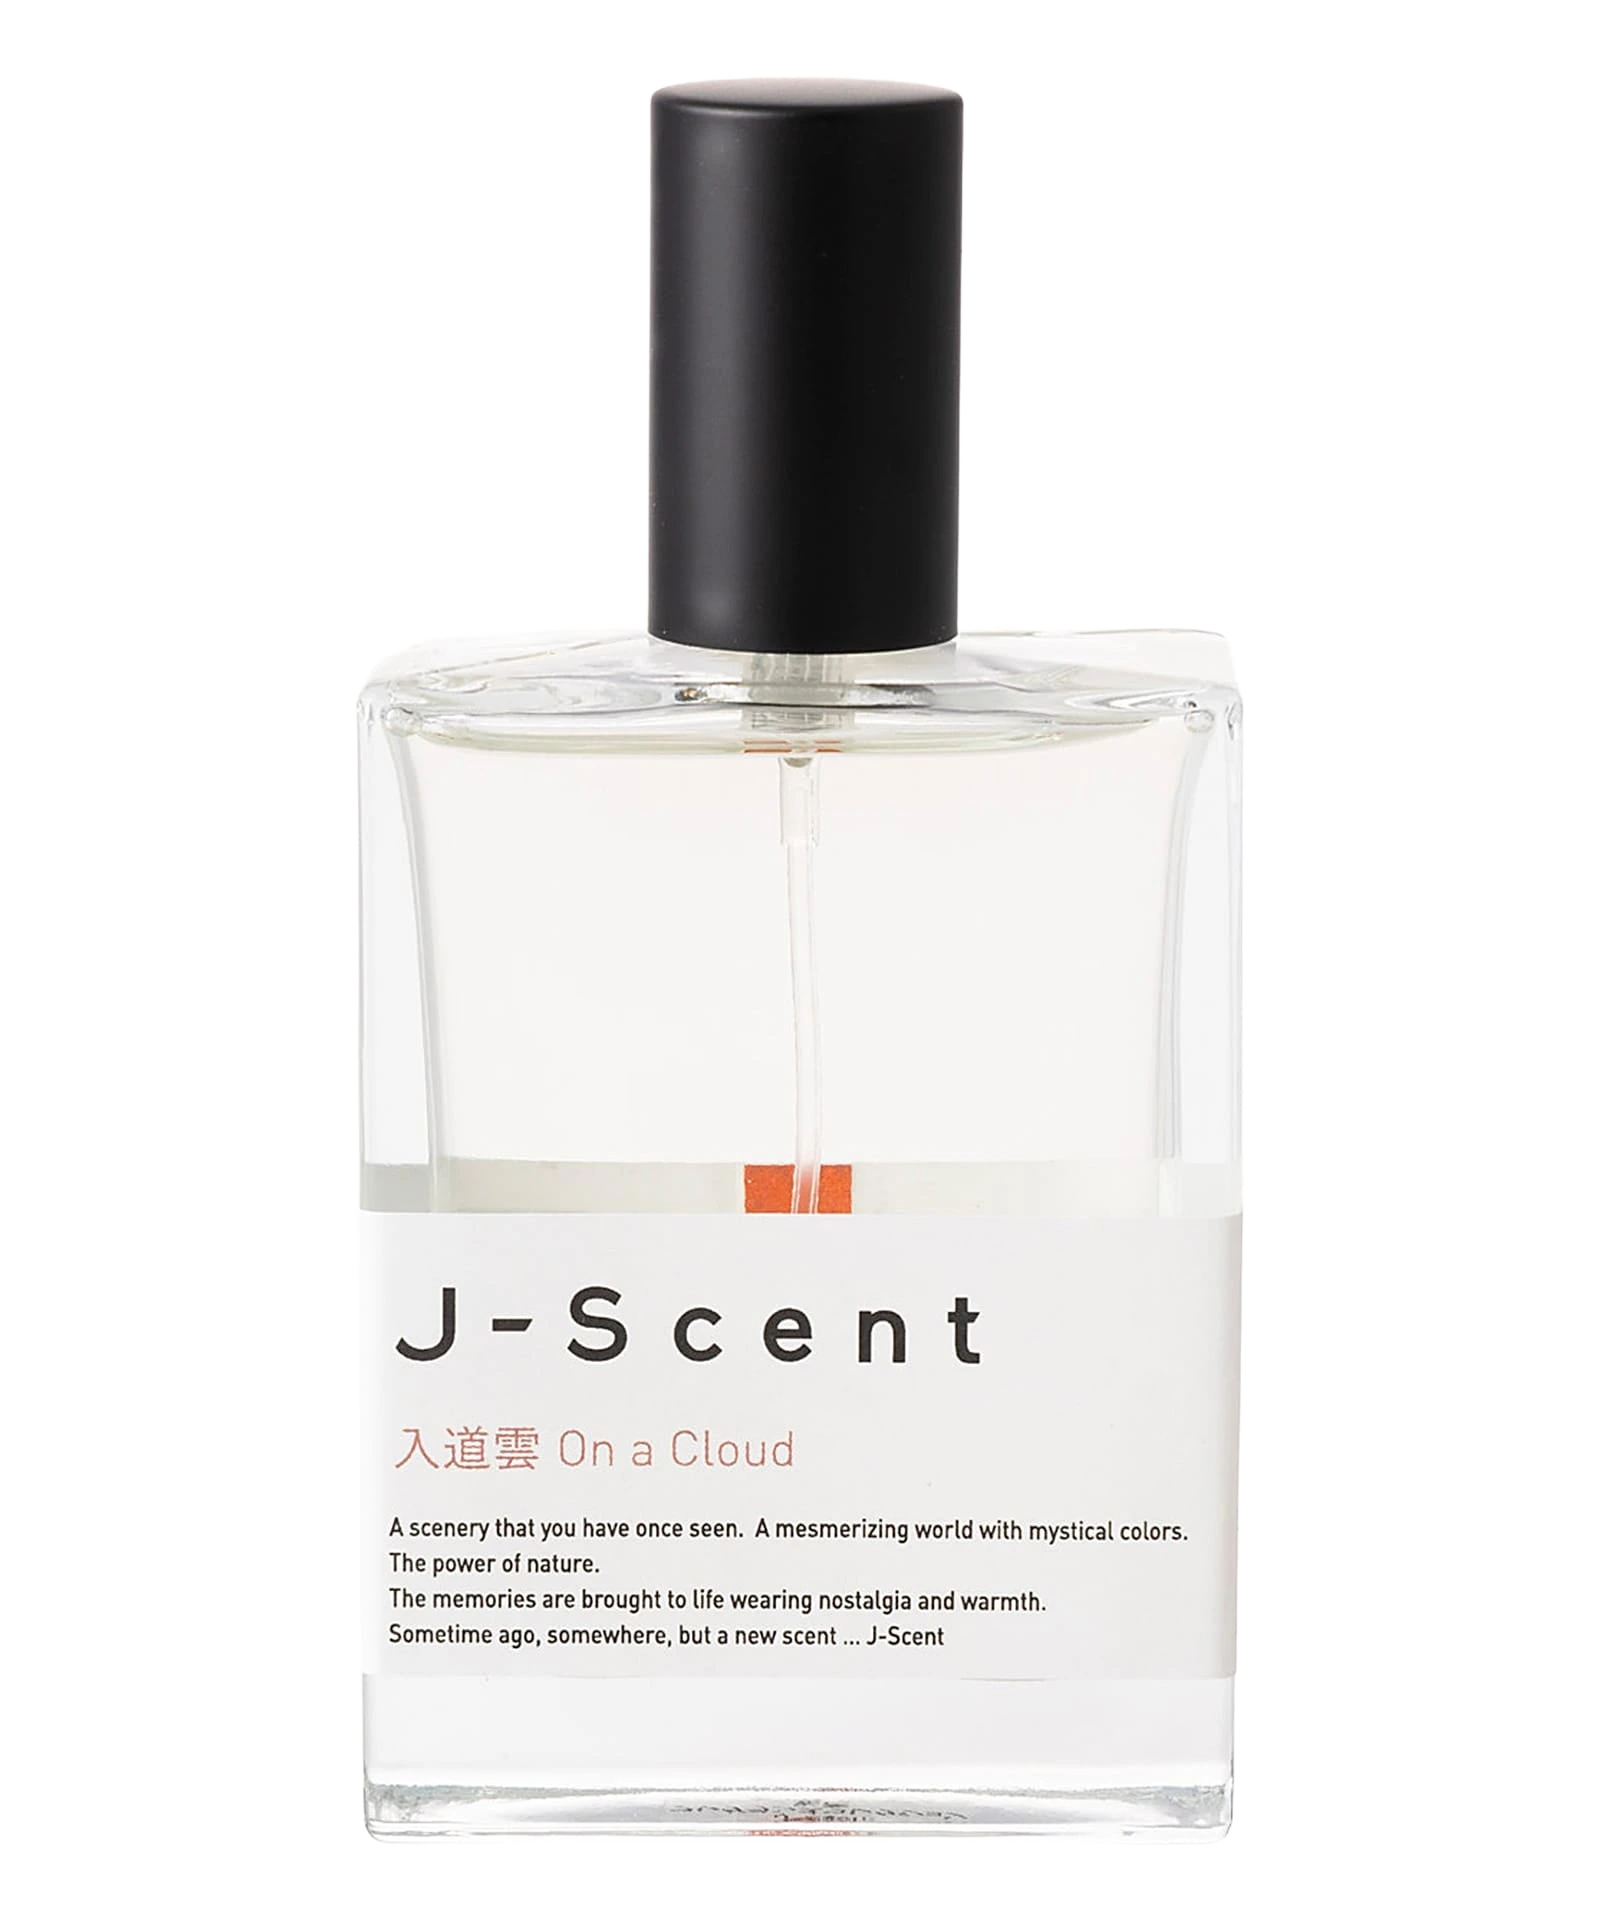 J-Scent
入道雲 On a Cloud
A scenery that you have once seen. A mesmerizing world with mystical colors.
The power of nature.
The memories are brought to life wearing nostalgia and warmth.
Sometime ago, somewhere, but a new scent ... J-Scent